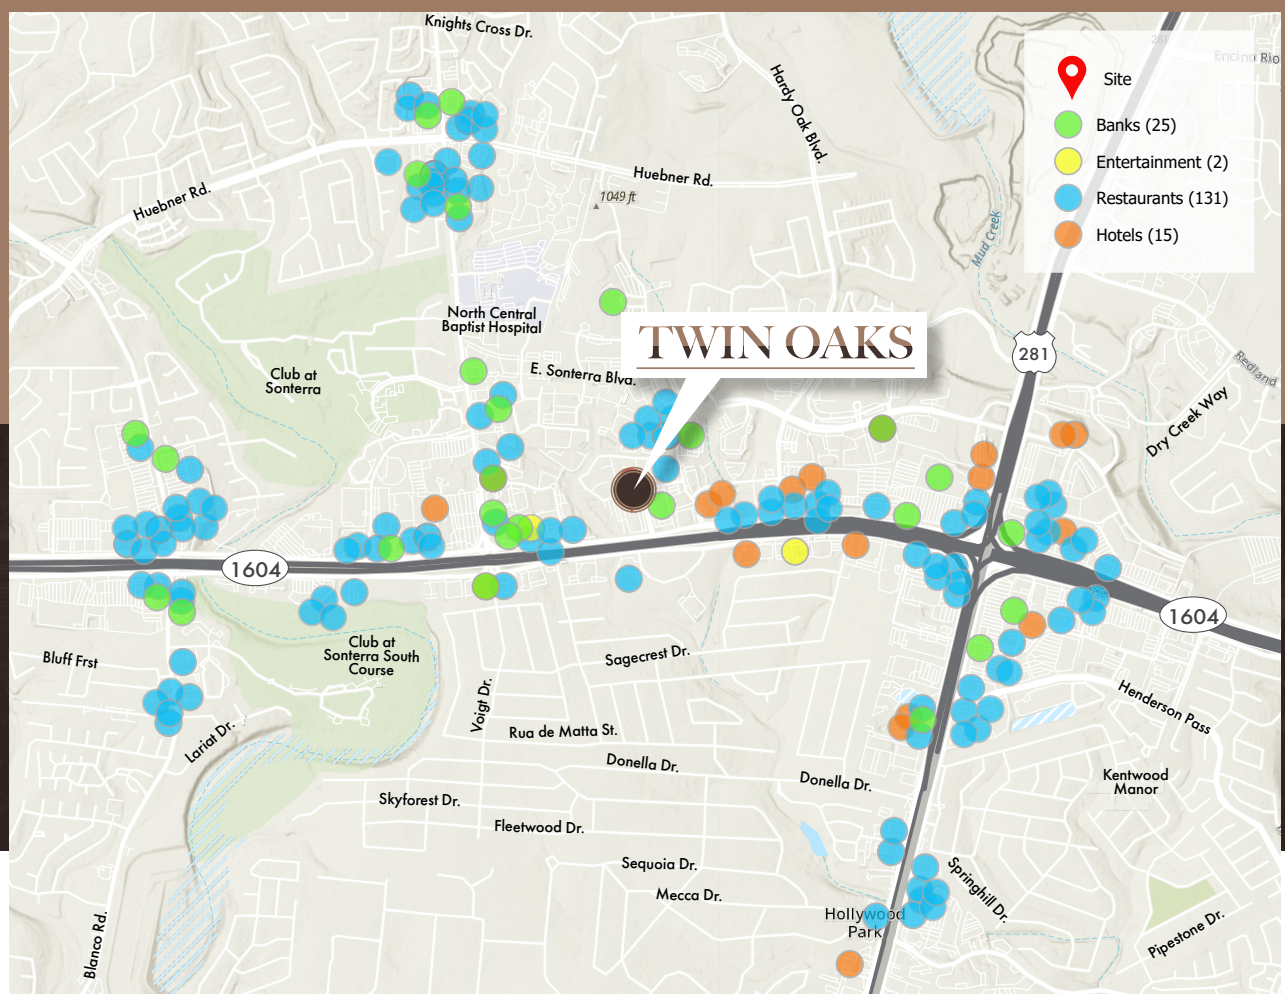 Knights Cross Dr.
Hardy Oak Blvd.
281
Encino Rio
Site
Banks (25)
Entertainment (2)
Restaurants (131)
Hotels (15)
Huebner Rd.
Huebner Rd.
1049 ft
Mud Creek
North Central
Baptist Hospital
TWIN OAKS
281
E. Sonterra Blvd.
Club at
Sonterra
Redland
Dry Creek Way
1604
1604
Club at
Sonterra South
Course
Bluff Frst
Sagecrest Dr.
Voigt Dr.
Henderson Pass
Lariat Dr.
Rua de Matta St.
Donella Dr.
Donella Dr.
Kentwood
Manor
Skyforest Dr.
Fleetwood Dr.
Sequoia Dr.
Mecca Dr.
Springhill Dr.
Hollywood
Park
Blanco Rd.
Pipestone Dr.